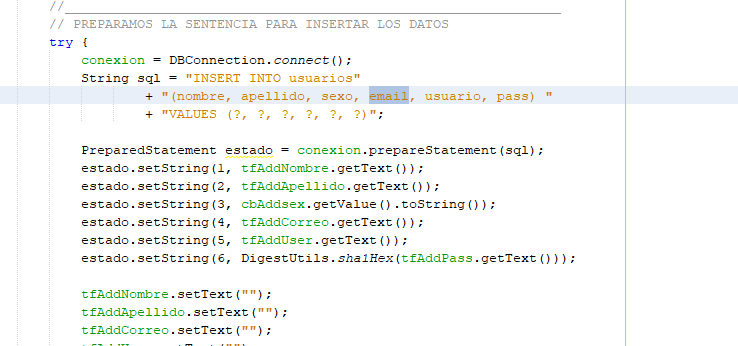 //__________________________________________________________________
// PREPARAMOS LA SENTENCIA PARA INSERTAR LOS DATOS
try {
conexion = DBConnection.connect();
String sql = "INSERT INTO usuarios"
+ "(nombre, apellido, sexo, email, usuario, pass) "
+ "VALUES (?, ?, ?, ?, ?, ?)";
PreparedStatement estado = conexion.prepareStatement(sql);
estado.setString(1, tfAddNombre.getText());
estado.setString(2, tfAddApellido.getText());
estado.setString(3, cbAddsex.getValue().toString());
estado.setString(4, tfAddCorreo.getText());
estado.setString(5, tfAddUser.getText());
estado.setString(6, DigestUtils.sha1Hex(tfAddPass.getText()));
tfAddNombre.setText("");
tfAddApellido.setText("");
tfAddCorreo.setText("");